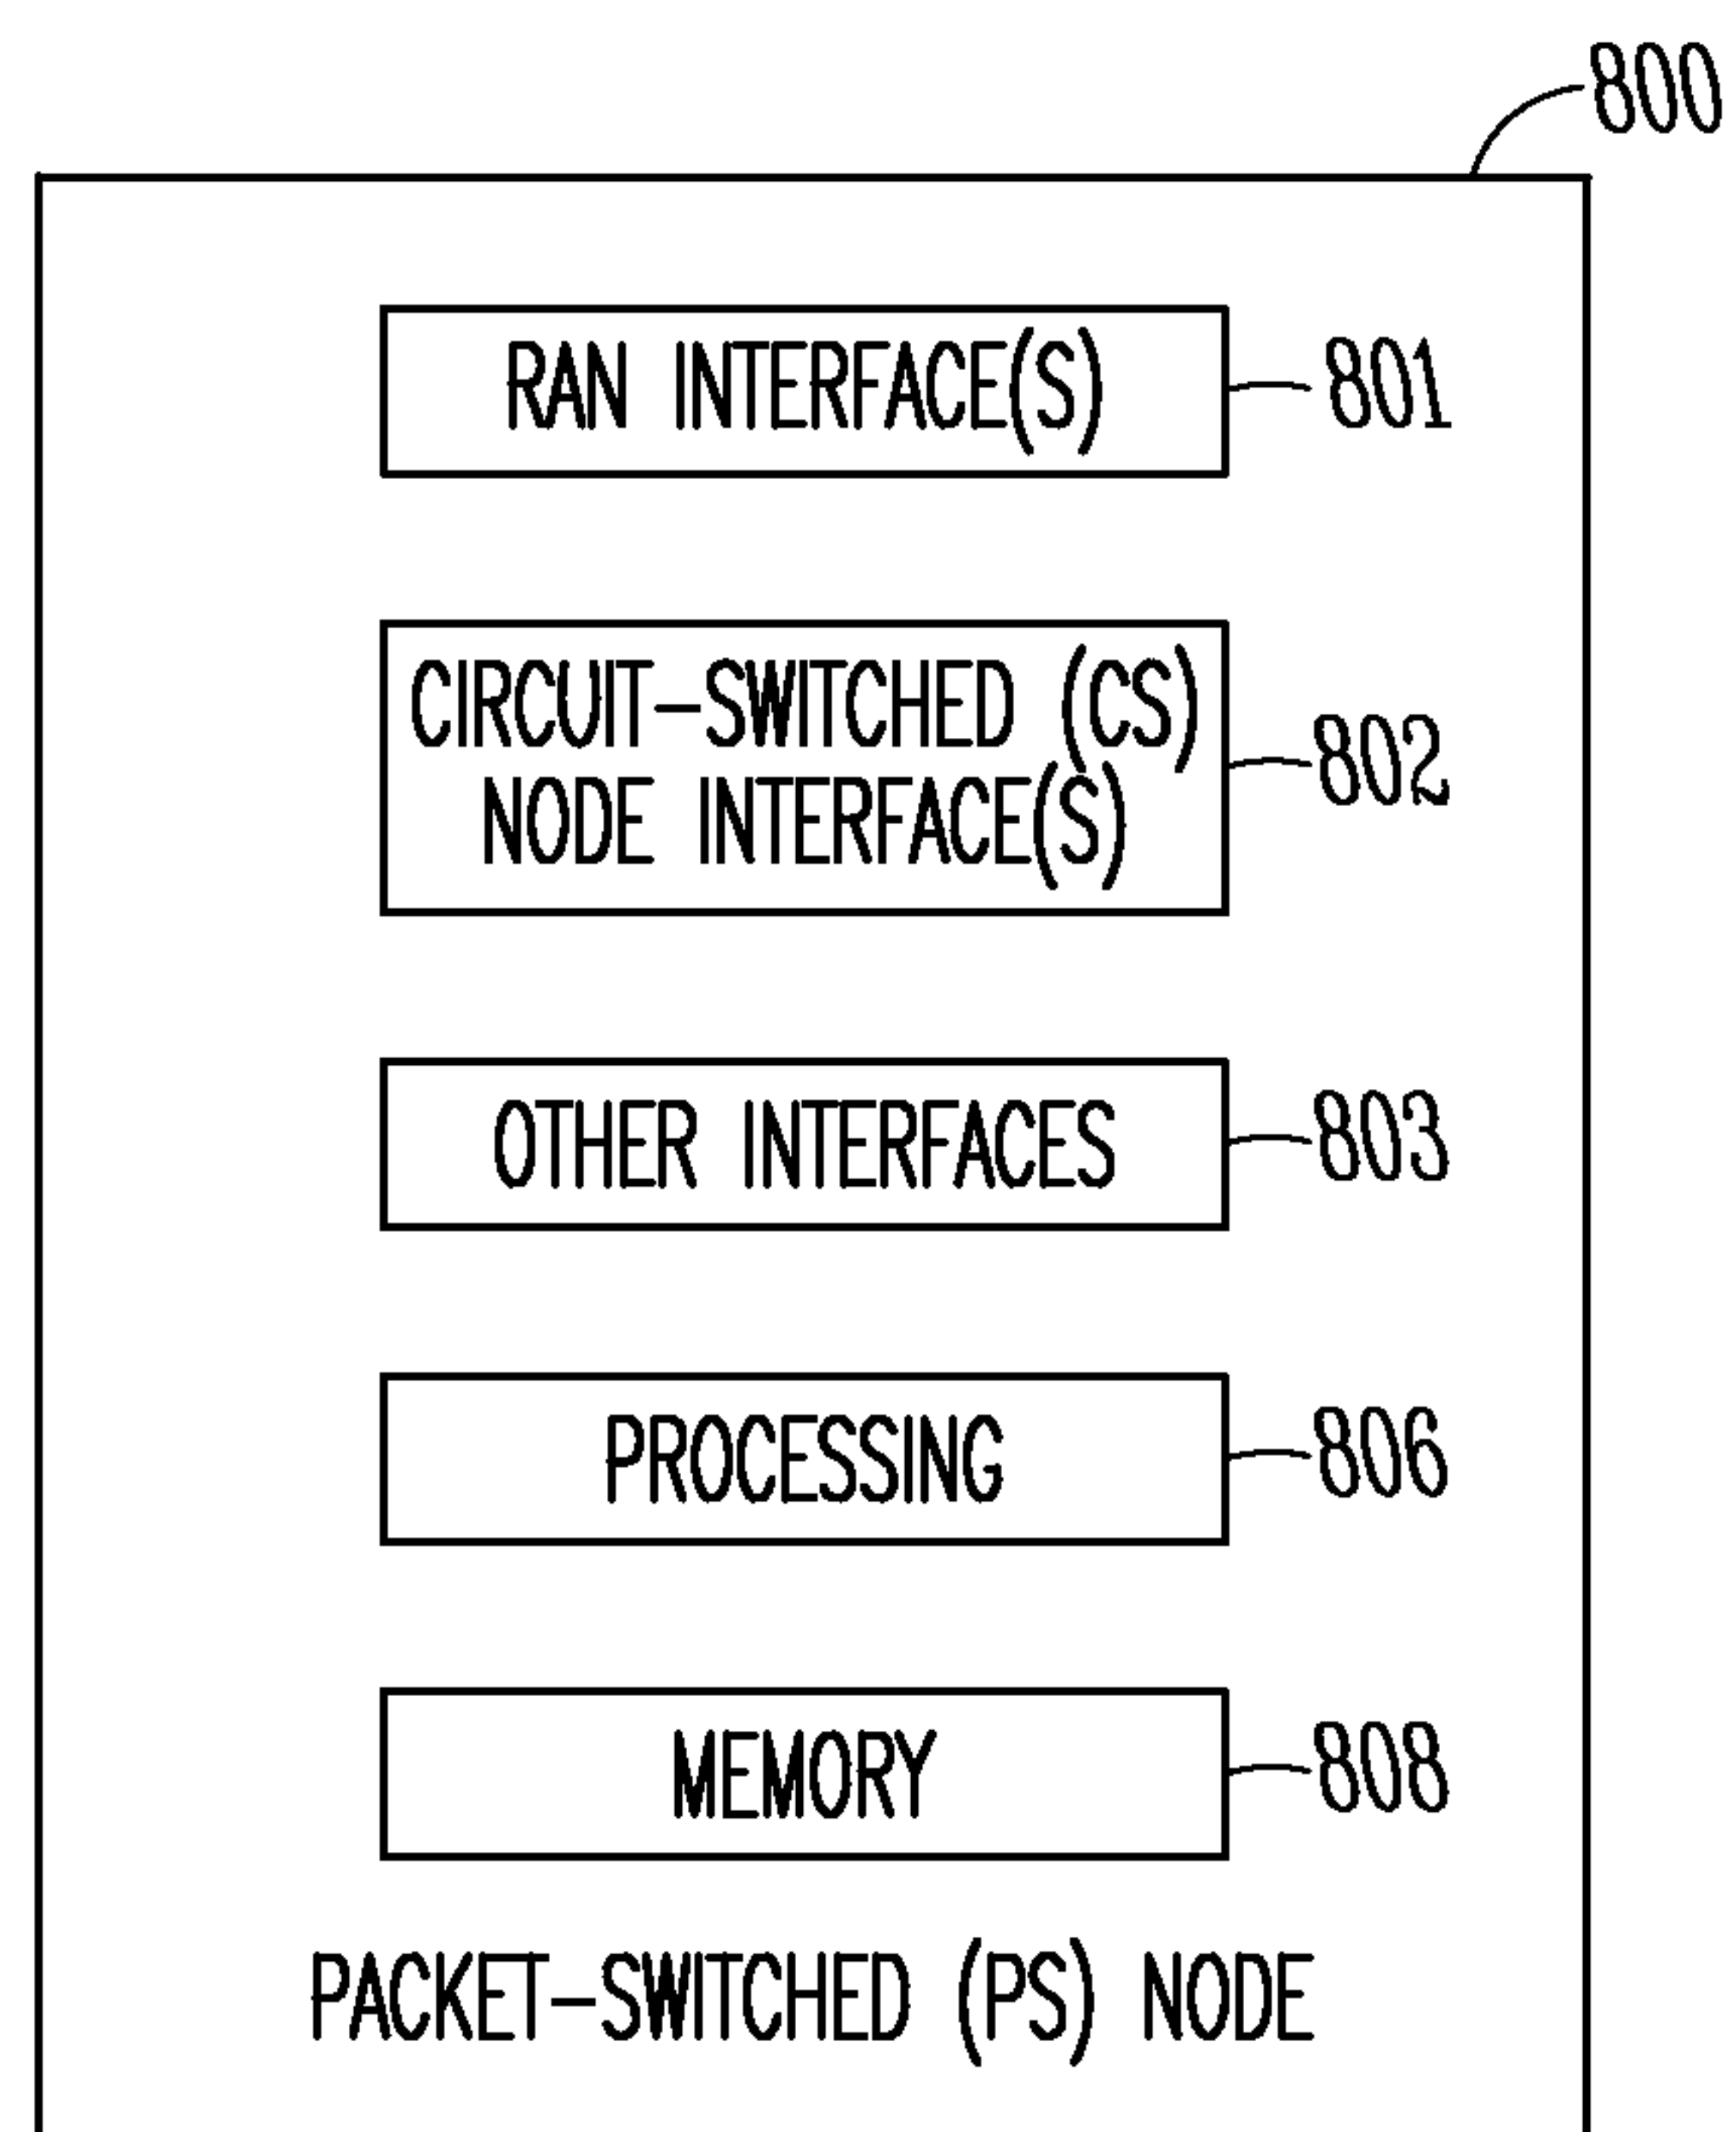 800
RAN INTERFACE(S)
801
CIRCUIT-SWITCHED (CS)
NODE INTERFACE(S)
802
OTHER INTERFACES
803
PROCESSING
806
MEMORY
808
PACKET-SWITCHED (PS) NODE